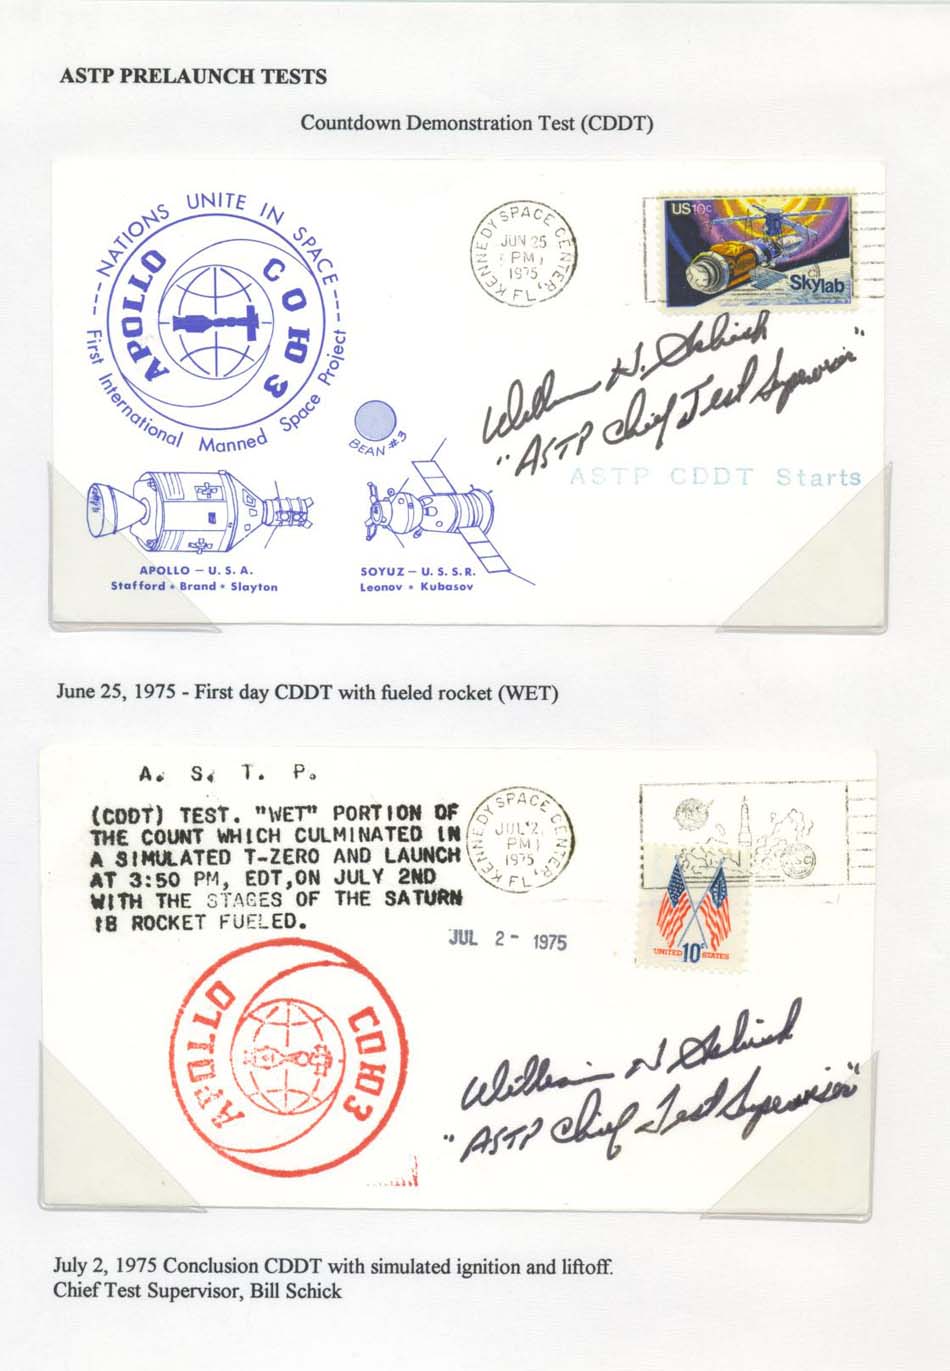 ASTP PRELAUNCH TESTS
Countdown Demonstration Test (CDDT)
----NATIONS UNITE IN SPACE----
APOLLO
СОЮЗ
First International Manned Space Project
KENNEDY SPACE CENTER,
JUN 25
PM
1975
FL,
US10c
Skylab
William H. Schick
"ASTP Chief Test Supervisor"
BEAN #3
ASTP CDDT Starts
APOLLO — U. S. A.
Stafford • Brand • Slayton
SOYUZ — U. S. S. R.
Leonov • Kubasov
June 25, 1975 - First day CDDT with fueled rocket (WET)
A. S. T. P.
(CDDT) TEST. "WET" PORTION OF
THE COUNT WHICH CULMINATED IN
A SIMULATED T-ZERO AND LAUNCH
AT 3:50 PM, EDT,ON JULY 2ND
WITH THE STAGES OF THE SATURN
1B ROCKET FUELED.
KENNEDY SPACE CENTER,
JUL 2
PM
1975
FL
JUL 2- 1975
UNITED 10c STATES
APOLLO
СОЮЗ
William H Schick
"ASTP Chief Test Supervisor"
July 2, 1975 Conclusion CDDT with simulated ignition and liftoff.
Chief Test Supervisor, Bill Schick